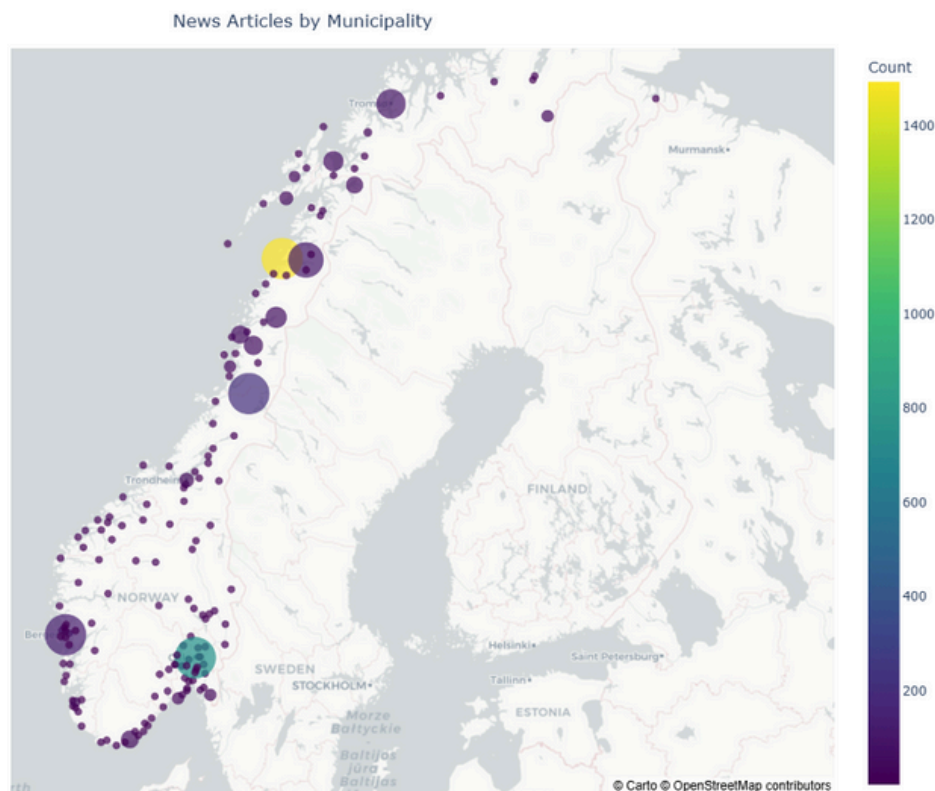 News Articles by Municipality
Count
1400
1200
1000
800
600
400
200
Murmansk
Trondheim
FINLAND
NORWAY
Helsinki
Saint Petersburg
SWEDEN
Tallinn
STOCKHOLM
ESTONIA
Morze
Bałtyckie
-
Baltijos
jūra -
Baltijas
© Carto © OpenStreetMap contributors